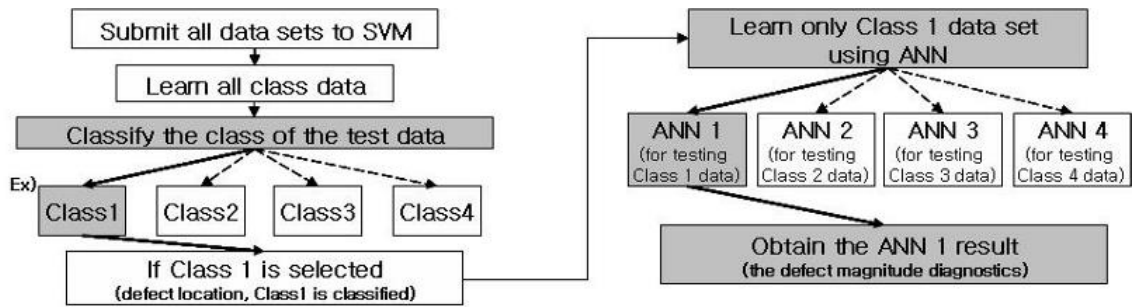 Submit all data sets to SVM
Learn all class data
Classify the class of the test data
Ex)
Class1
Class2
Class3
Class4
If Class 1 is selected
(defect location, Class1 is classified)
Learn only Class 1 data set
using ANN
ANN 1
(for testing
Class 1 data)
ANN 2
(for testing
Class 2 data)
ANN 3
(for testing
Class 3 data)
ANN 4
(for testing
Class 4 data)
Obtain the ANN 1 result
(the defect magnitude diagnostics)